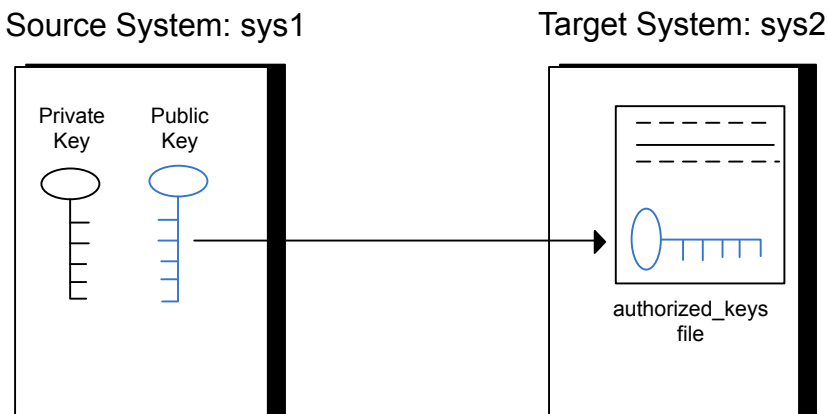 Source System: sys1
Target System: sys2
Private
Key
Public
Key
authorized_keys
file